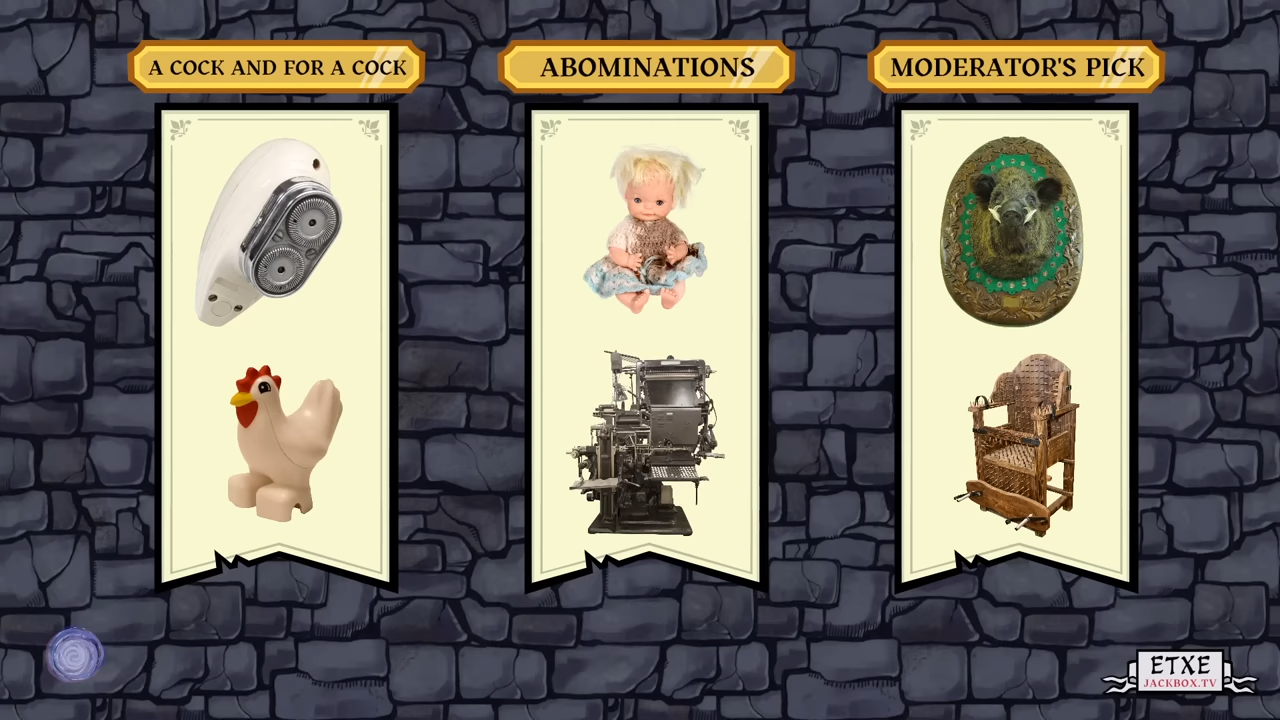 A COCK AND FOR A COCK
ABOMINATIONS
MODERATOR'S PICK
ETXE
JACKBOX.TV